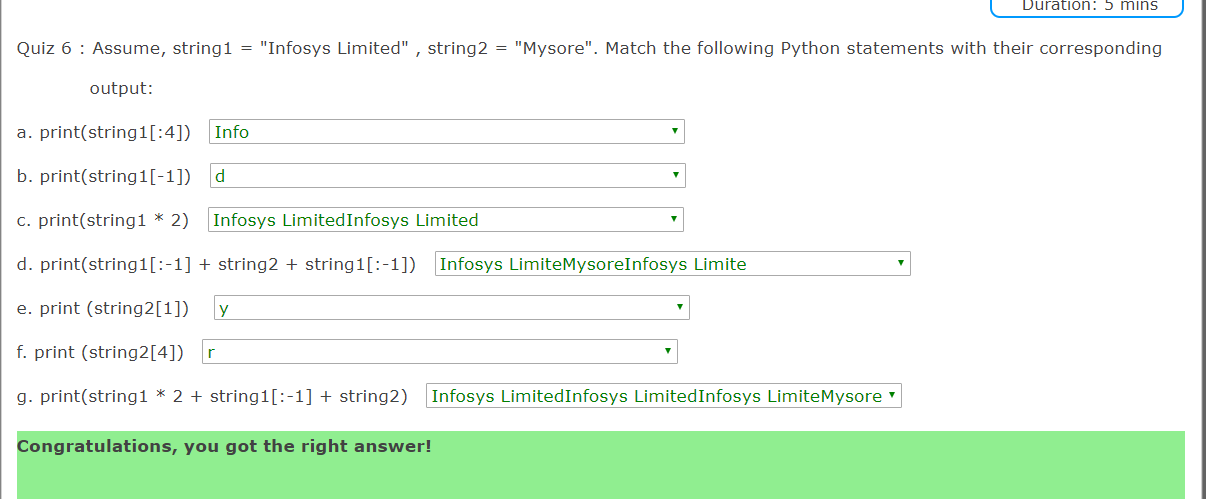 Duration: 5 mins
Quiz 6 : Assume, string1 = "Infosys Limited" , string2 = "Mysore". Match the following Python statements with their corresponding
output:
a. print(string1[:4]) Info
b. print(string1[-1]) d
c. print(string1 * 2) Infosys LimitedInfosys Limited
d. print(string1[:-1] + string2 + string1[:-1]) Infosys LimiteMysoreInfosys Limite
e. print (string2[1]) y
f. print (string2[4]) r
g. print(string1 * 2 + string1[:-1] + string2) Infosys LimitedInfosys LimitedInfosys LimiteMysore
Congratulations, you got the right answer!